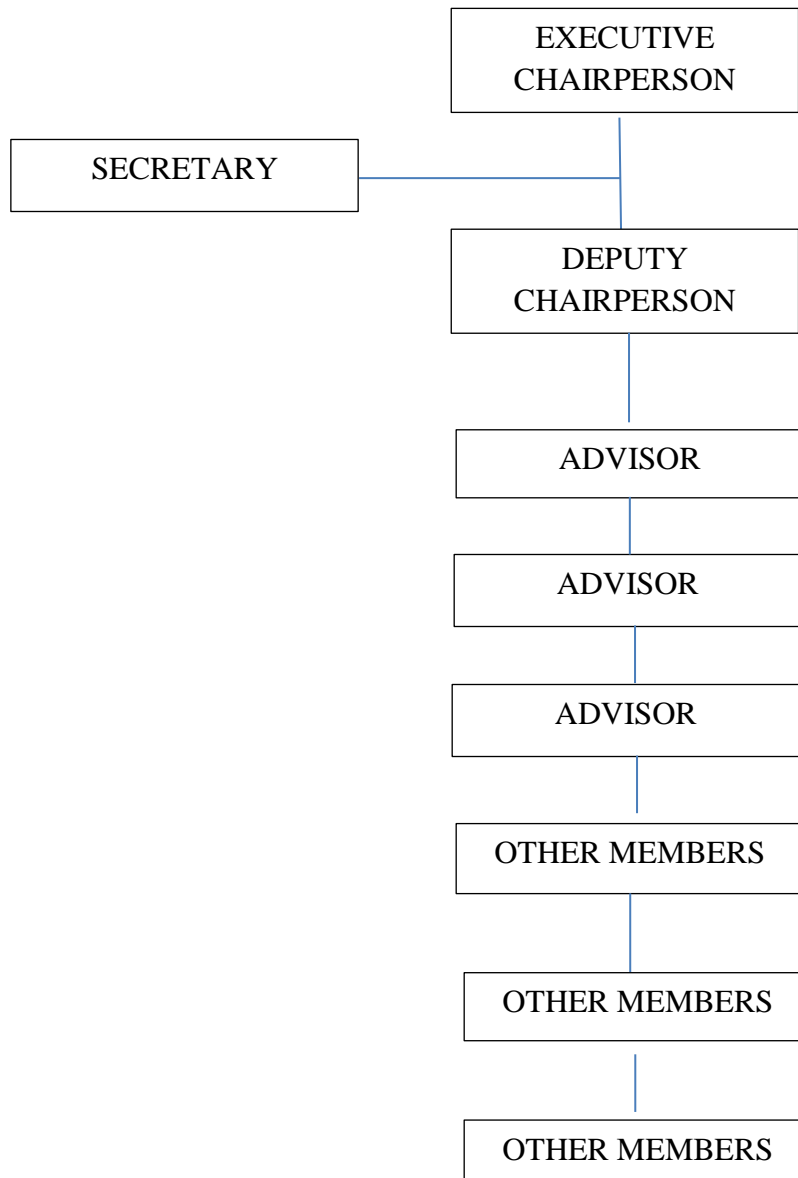 EXECUTIVE
CHAIRPERSON
SECRETARY
DEPUTY
CHAIRPERSON
ADVISOR
ADVISOR
ADVISOR
OTHER MEMBERS
OTHER MEMBERS
OTHER MEMBERS